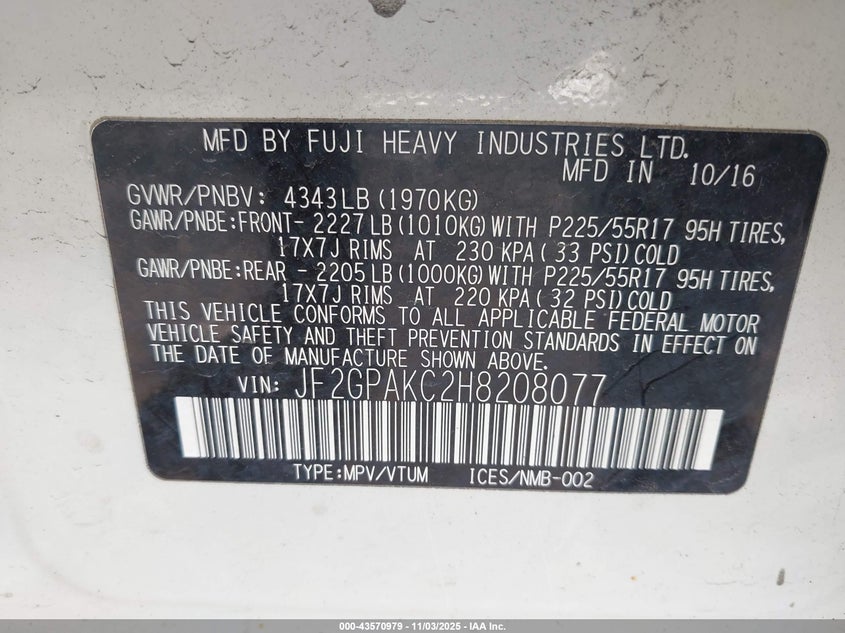 MFD BY FUJI HEAVY INDUSTRIES LTD.
MFD IN 10/16
GVWR/PNBV: 4343LB(1970KG)
GAWR/PNBE:FRONT- 2227LB(1010KG)WITH P225/55R17 95H TIRES,
17X7J RIMS AT 230 KPA( 33 PSI)COLD
GAWR/PNBE:REAR - 2205LB(1000KG)WITH P225/55R17 95H TIRES,
17X7J RIMS AT 220 KPA( 32 PSI)COLD
THIS VEHICLE CONFORMS TO ALL APPLICABLE FEDERAL MOTOR
VEHICLE SAFETY AND THEFT PREVENTION STANDARDS IN EFFECT ON
THE DATE OF MANUFACTURE SHOWN ABOVE.
VIN: JF2GPAKC2H8208077
TYPE:MPV/VTUM ICES/NMB-002
000-43570979 - 11/03/2025 - IAA Inc.